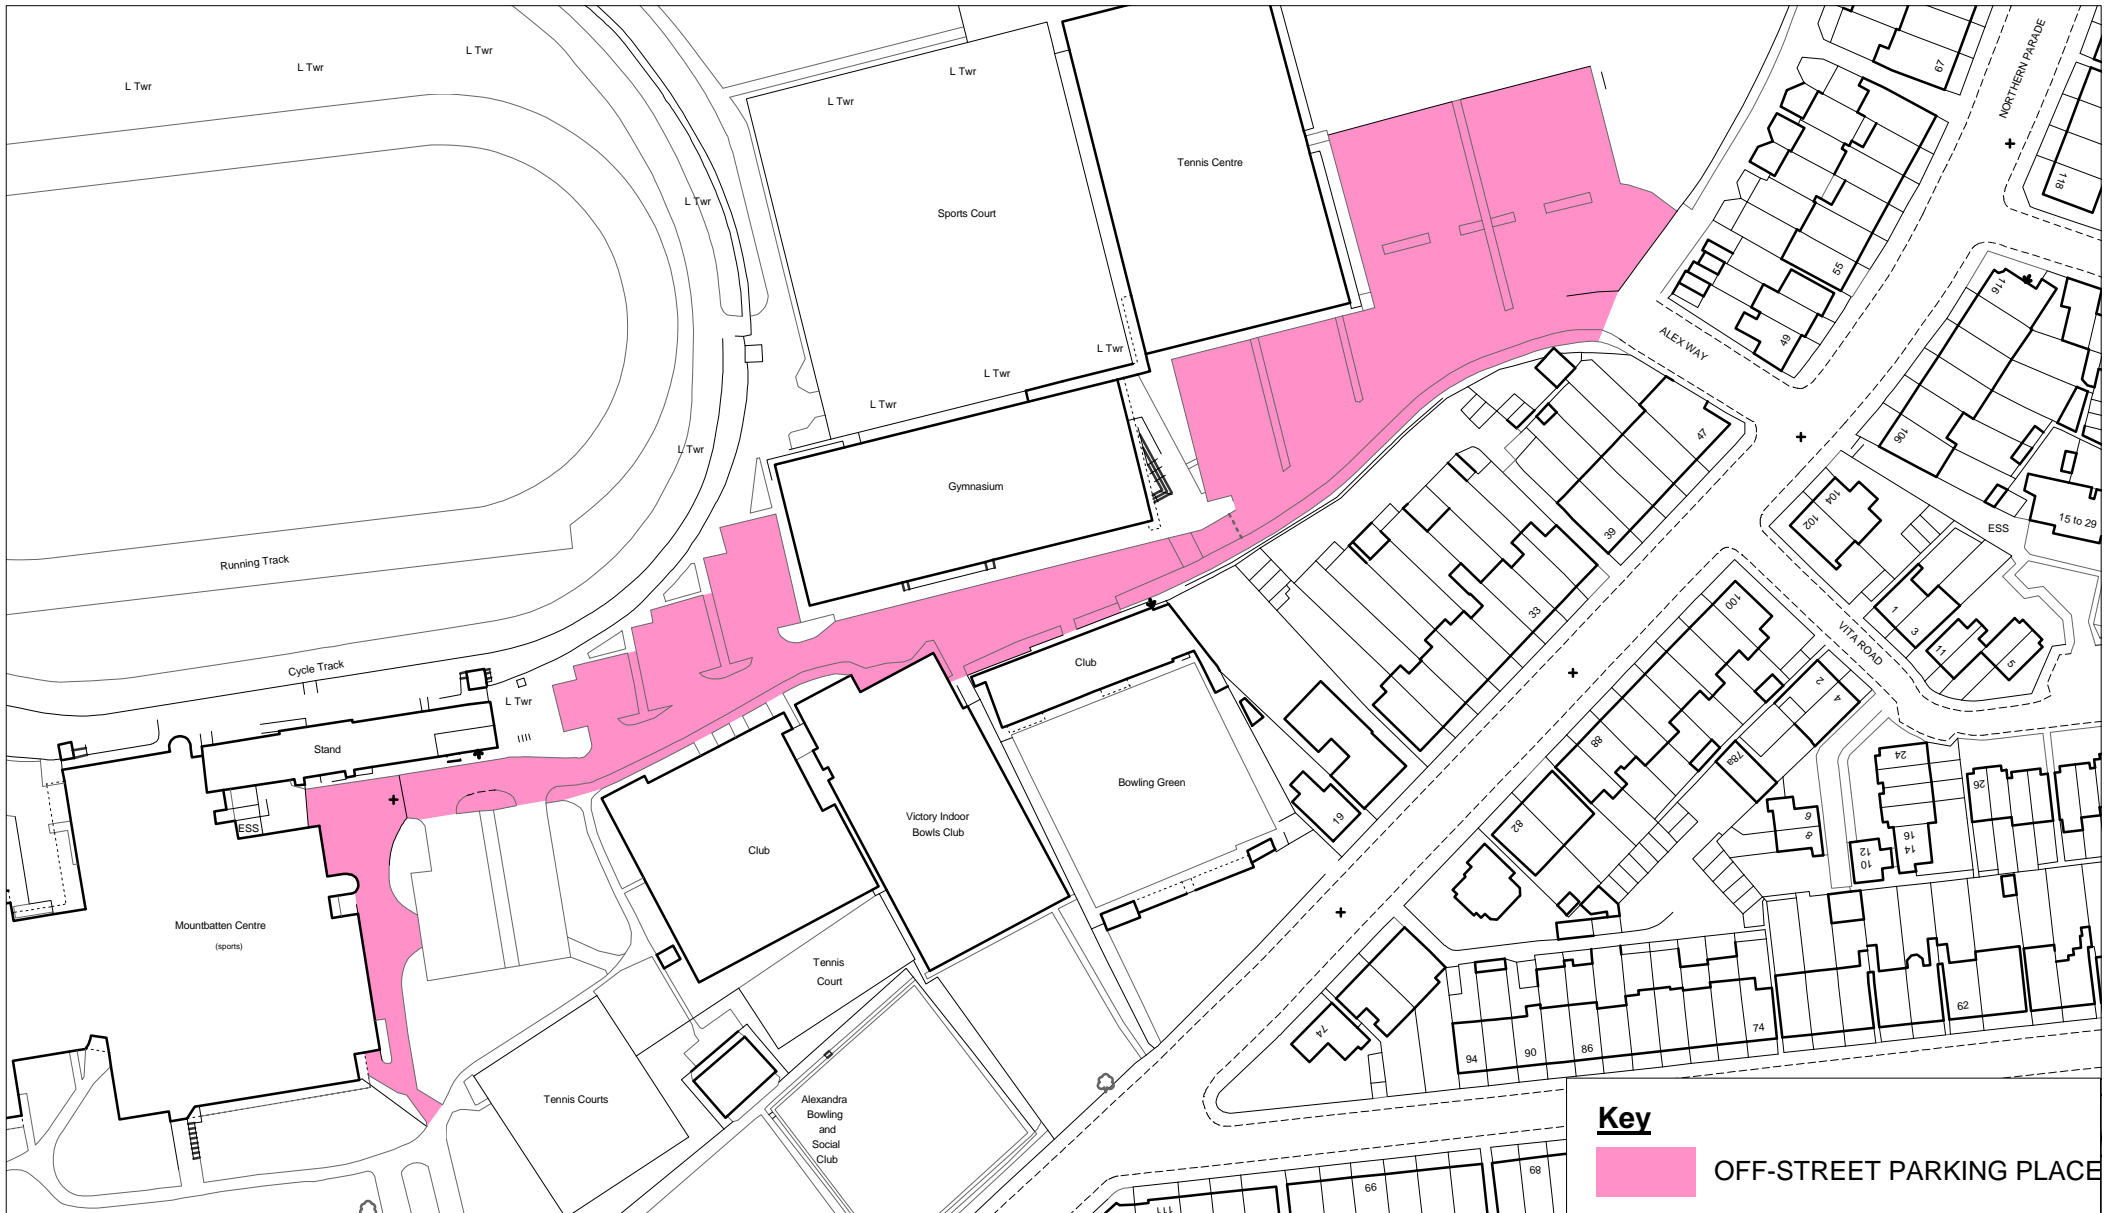 L Twr
L Twr
L Twr
L Twr
L Twr
L Twr
L Twr
L Twr
L Twr
L Twr
L Twr
Tennis Centre
Sports Court
Gymnasium
Running Track
Cycle Track
Stand
ESS
Mountbatten Centre
(sports)
Club
Victory Indoor
Bowls Club
Club
Bowling Green
Tennis
Court
Tennis Courts
Alexandra
Bowling
and
Social
Club
NORTHERN PARADE
ALEX WAY
VITA ROAD
67
118
55
49
116
106
47
39
33
19
104
102
ESS
15 to 29
1
3
11
5
100
88
82
2
4
78a
6
8
24
26
16
14
12
10
74
94
90
86
74
62
66
68
111
Key
OFF-STREET PARKING PLACE